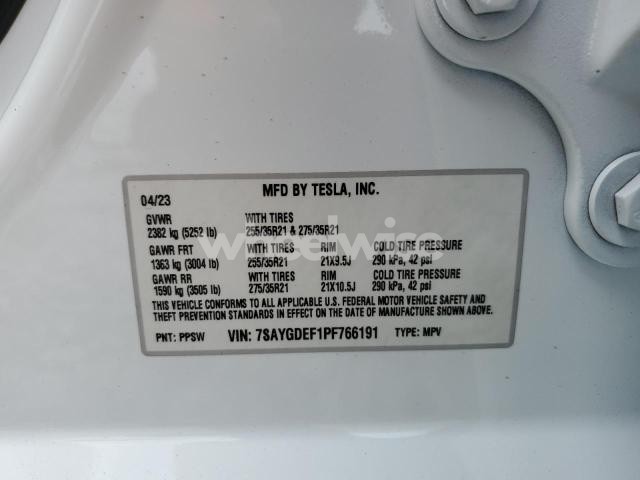 04/23 MFD BY TESLA, INC.
GVWR WITH TIRES
2382 kg (5252 lb) 255/35R21 & 275/35R21
GAWR FRT WITH TIRES RIM COLD TIRE PRESSURE
1363 kg (3004 lb) 255/35R21 21X9.5J 290 kPa, 42 psi
GAWR RR WITH TIRES RIM COLD TIRE PRESSURE
1590 kg (3505 lb) 275/35R21 21X10.5J 290 kPa, 42 psi
THIS VEHICLE CONFORMS TO ALL APPLICABLE U.S. FEDERAL MOTOR VEHICLE SAFETY AND
THEFT PREVENTION STANDARDS IN EFFECT ON THE DATE OF MANUFACTURE SHOWN ABOVE.
PNT: PPSW VIN: 7SAYGDEF1PF766191 TYPE: MPV
wheelwire